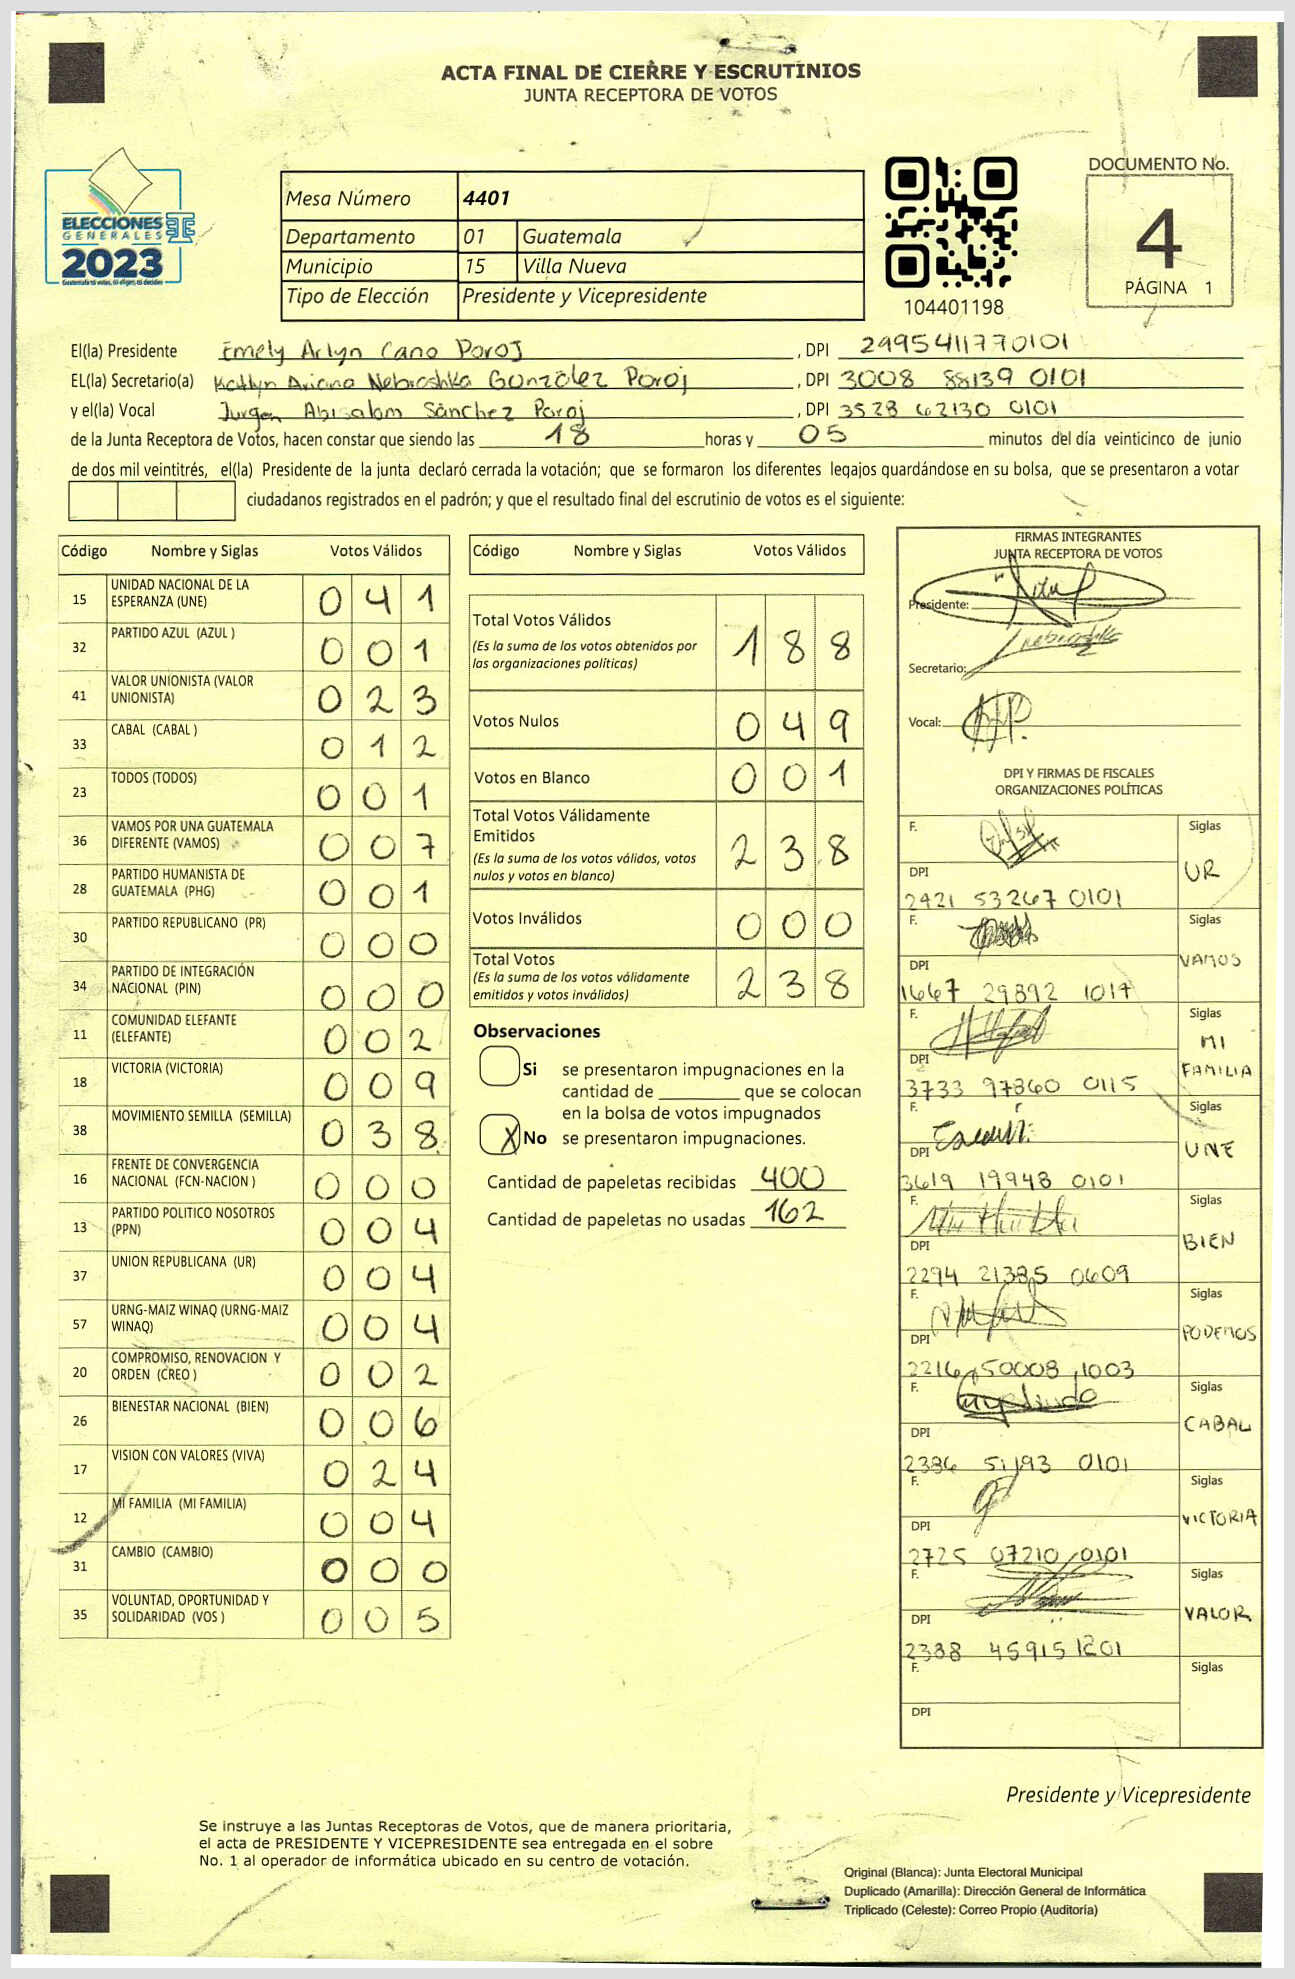 ACTA FINAL DE CIERRE Y ESCRUTINIOS
JUNTA RECEPTORA DE VOTOS
ELECCIONES
GENERALES
2023
Guatemala tú votas, tú eliges, tú decides
Mesa Número 4401
Departamento 01 Guatemala
Municipio 15 Villa Nueva
Tipo de Elección Presidente y Vicepresidente
104401198
DOCUMENTO No.
4
PÁGINA 1
El(la) Presidente Emely Arlyn Cano Poroj, DPI 2995411770101
EL(la) Secretario(a) Katlyn Ariana Nebrashka González Poroj, DPI 3008 88139 0101
y el(la) Vocal Jurgen Abisalom Sánchez Poroj, DPI 3528 62130 0101
de la Junta Receptora de Votos, hacen constar que siendo las 18 horas y 05 minutos del día veinticinco de junio
de dos mil veintitrés, el(la) Presidente de la junta declaró cerrada la votación; que se formaron los diferentes legajos guardándose en su bolsa, que se presentaron a votar
ciudadanos registrados en el padrón; y que el resultado final del escrutinio de votos es el siguiente:
Código Nombre y Siglas Votos Válidos
15 UNIDAD NACIONAL DE LA ESPERANZA (UNE) 0 4 1
32 PARTIDO AZUL (AZUL ) 0 0 1
41 VALOR UNIONISTA (VALOR UNIONISTA) 0 2 3
33 CABAL (CABAL ) 0 1 2
23 TODOS (TODOS) 0 0 1
36 VAMOS POR UNA GUATEMALA DIFERENTE (VAMOS) 0 0 7
28 PARTIDO HUMANISTA DE GUATEMALA (PHG) 0 0 1
30 PARTIDO REPUBLICANO (PR) 0 0 0
34 PARTIDO DE INTEGRACIÓN NACIONAL (PIN) 0 0 0
11 COMUNIDAD ELEFANTE (ELEFANTE) 0 0 2
18 VICTORIA (VICTORIA) 0 0 9
38 MOVIMIENTO SEMILLA (SEMILLA) 0 3 8
16 FRENTE DE CONVERGENCIA NACIONAL (FCN-NACION ) 0 0 0
13 PARTIDO POLITICO NOSOTROS (PPN) 0 0 4
37 UNION REPUBLICANA (UR) 0 0 4
57 URNG-MAIZ WINAQ (URNG-MAIZ WINAQ) 0 0 4
20 COMPROMISO, RENOVACION Y ORDEN (CREO ) 0 0 2
26 BIENESTAR NACIONAL (BIEN) 0 0 6
17 VISION CON VALORES (VIVA) 0 2 4
12 MI FAMILIA (MI FAMILIA) 0 0 4
31 CAMBIO (CAMBIO) 0 0 0
35 VOLUNTAD, OPORTUNIDAD Y SOLIDARIDAD (VOS ) 0 0 5
Código Nombre y Siglas Votos Válidos
Total Votos Válidos 1 8 8
(Es la suma de los votos obtenidos por
las organizaciones políticas)
Votos Nulos 0 4 9
Votos en Blanco 0 0 1
Total Votos Válidamente
Emitidos 2 3 8
(Es la suma de los votos válidos, votos
nulos y votos en blanco)
Votos Inválidos 0 0 0
Total Votos 2 3 8
(Es la suma de los votos válidamente
emitidos y votos inválidos)
Observaciones
Si se presentaron impugnaciones en la
cantidad de ________ que se colocan
en la bolsa de votos impugnados
X No se presentaron impugnaciones.
Cantidad de papeletas recibidas 400
Cantidad de papeletas no usadas 162
FIRMAS INTEGRANTES
JUNTA RECEPTORA DE VOTOS
Presidente:
Secretario:
Vocal:
DPI Y FIRMAS DE FISCALES
ORGANIZACIONES POLÍTICAS
F. Siglas UR
DPI 2421 53267 0101
F. Siglas VAMOS
DPI 1667 29892 1017
F. Siglas MI FAMILIA
DPI 3733 97860 0115
F. Siglas UNE
DPI 3619 19948 0101
F. Siglas BIEN
DPI 2294 21385 0609
F. Siglas PODEMOS
DPI 2216 50008 1003
F. Siglas CABAL
DPI 2386 51193 0101
F. Siglas VICTORIA
DPI 2725 07210 0101
F. Siglas VALOR
DPI 2388 45915 1201
F. Siglas
DPI
Presidente y Vicepresidente
Se instruye a las Juntas Receptoras de Votos, que de manera prioritaria,
el acta de PRESIDENTE Y VICEPRESIDENTE sea entregada en el sobre
No. 1 al operador de informática ubicado en su centro de votación.
Original (Blanca): Junta Electoral Municipal
Duplicado (Amarilla): Dirección General de Informática
Triplicado (Celeste): Correo Propio (Auditoría)